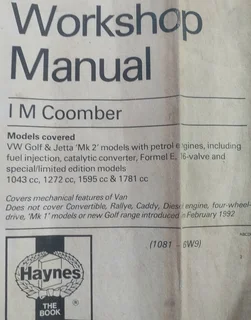 Workshop
Manual
I M Coomber
Models covered
VW Golf & Jetta 'Mk 2' models with petrol engines, including
fuel injection, catalytic converter, Formel E, 16-valve and
special/limited edition models
1043 cc, 1272 cc, 1595 cc & 1781 cc
Covers mechanical features of Van
Does not cover Convertible, Rallye, Caddy, Diesel engine, four-wheel-
drive, 'Mk 1' models or new Golf range introduced in February 1992
(1081 - 6W9)
Haynes
®
THE
BOOK